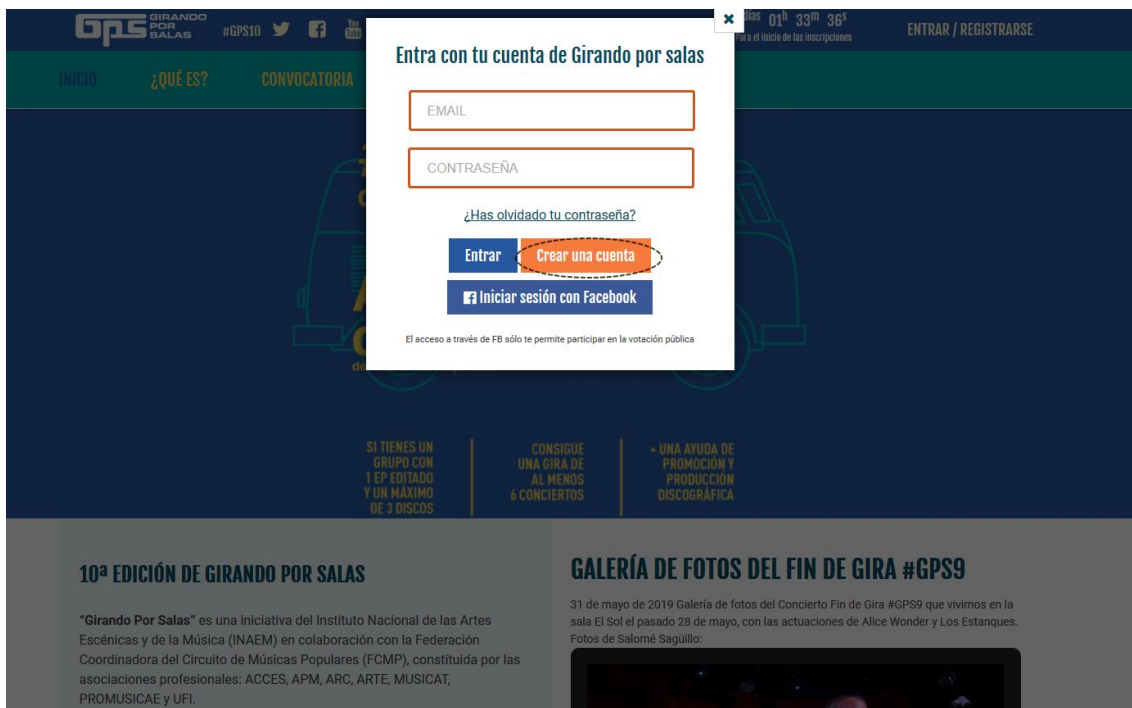 GPS GIRANDO
POR
SALAS
#GPS10
You
Tube
días 01h 33m 36s
Para el inicio de las inscripciones
ENTRAR / REGISTRARSE
INICIO
¿QUÉ ES?
CONVOCATORIA
Entra con tu cuenta de Girando por salas
EMAIL
CONTRASEÑA
¿Has olvidado tu contraseña?
Entrar
Crear una cuenta
Iniciar sesión con Facebook
El acceso a través de FB sólo te permite participar en la votación pública
SI TIENES UN
GRUPO CON
1 EP EDITADO
Y UN MÁXIMO
DE 3 DISCOS
CONSIGUE
UNA GIRA DE
AL MENOS
6 CONCIERTOS
+ UNA AYUDA DE
PROMOCIÓN Y
PRODUCCIÓN
DISCOGRÁFICA
10ª EDICIÓN DE GIRANDO POR SALAS
"Girando Por Salas" es una iniciativa del Instituto Nacional de las Artes
Escénicas y de la Música (INAEM) en colaboración con la Federación
Coordinadora del Circuito de Músicas Populares (FCMP), constituida por las
asociaciones profesionales: ACCES, APM, ARC, ARTE, MUSICAT,
PROMUSICAE y UFI.
GALERÍA DE FOTOS DEL FIN DE GIRA #GPS9
31 de mayo de 2019 Galería de fotos del Concierto Fin de Gira #GPS9 que vivimos en la
sala El Sol el pasado 28 de mayo, con las actuaciones de Alice Wonder y Los Estanques.
Fotos de Salomé Sagüillo: